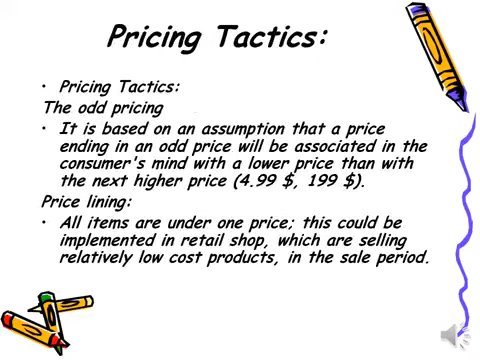 Pricing Tactics:
• Pricing Tactics:
The odd pricing
• It is based on an assumption that a price
ending in an odd price will be associated in the
consumer's mind with a lower price than with
the next higher price (4.99 $, 199 $).
Price lining:
• All items are under one price; this could be
implemented in retail shop, which are selling
relatively low cost products, in the sale period.